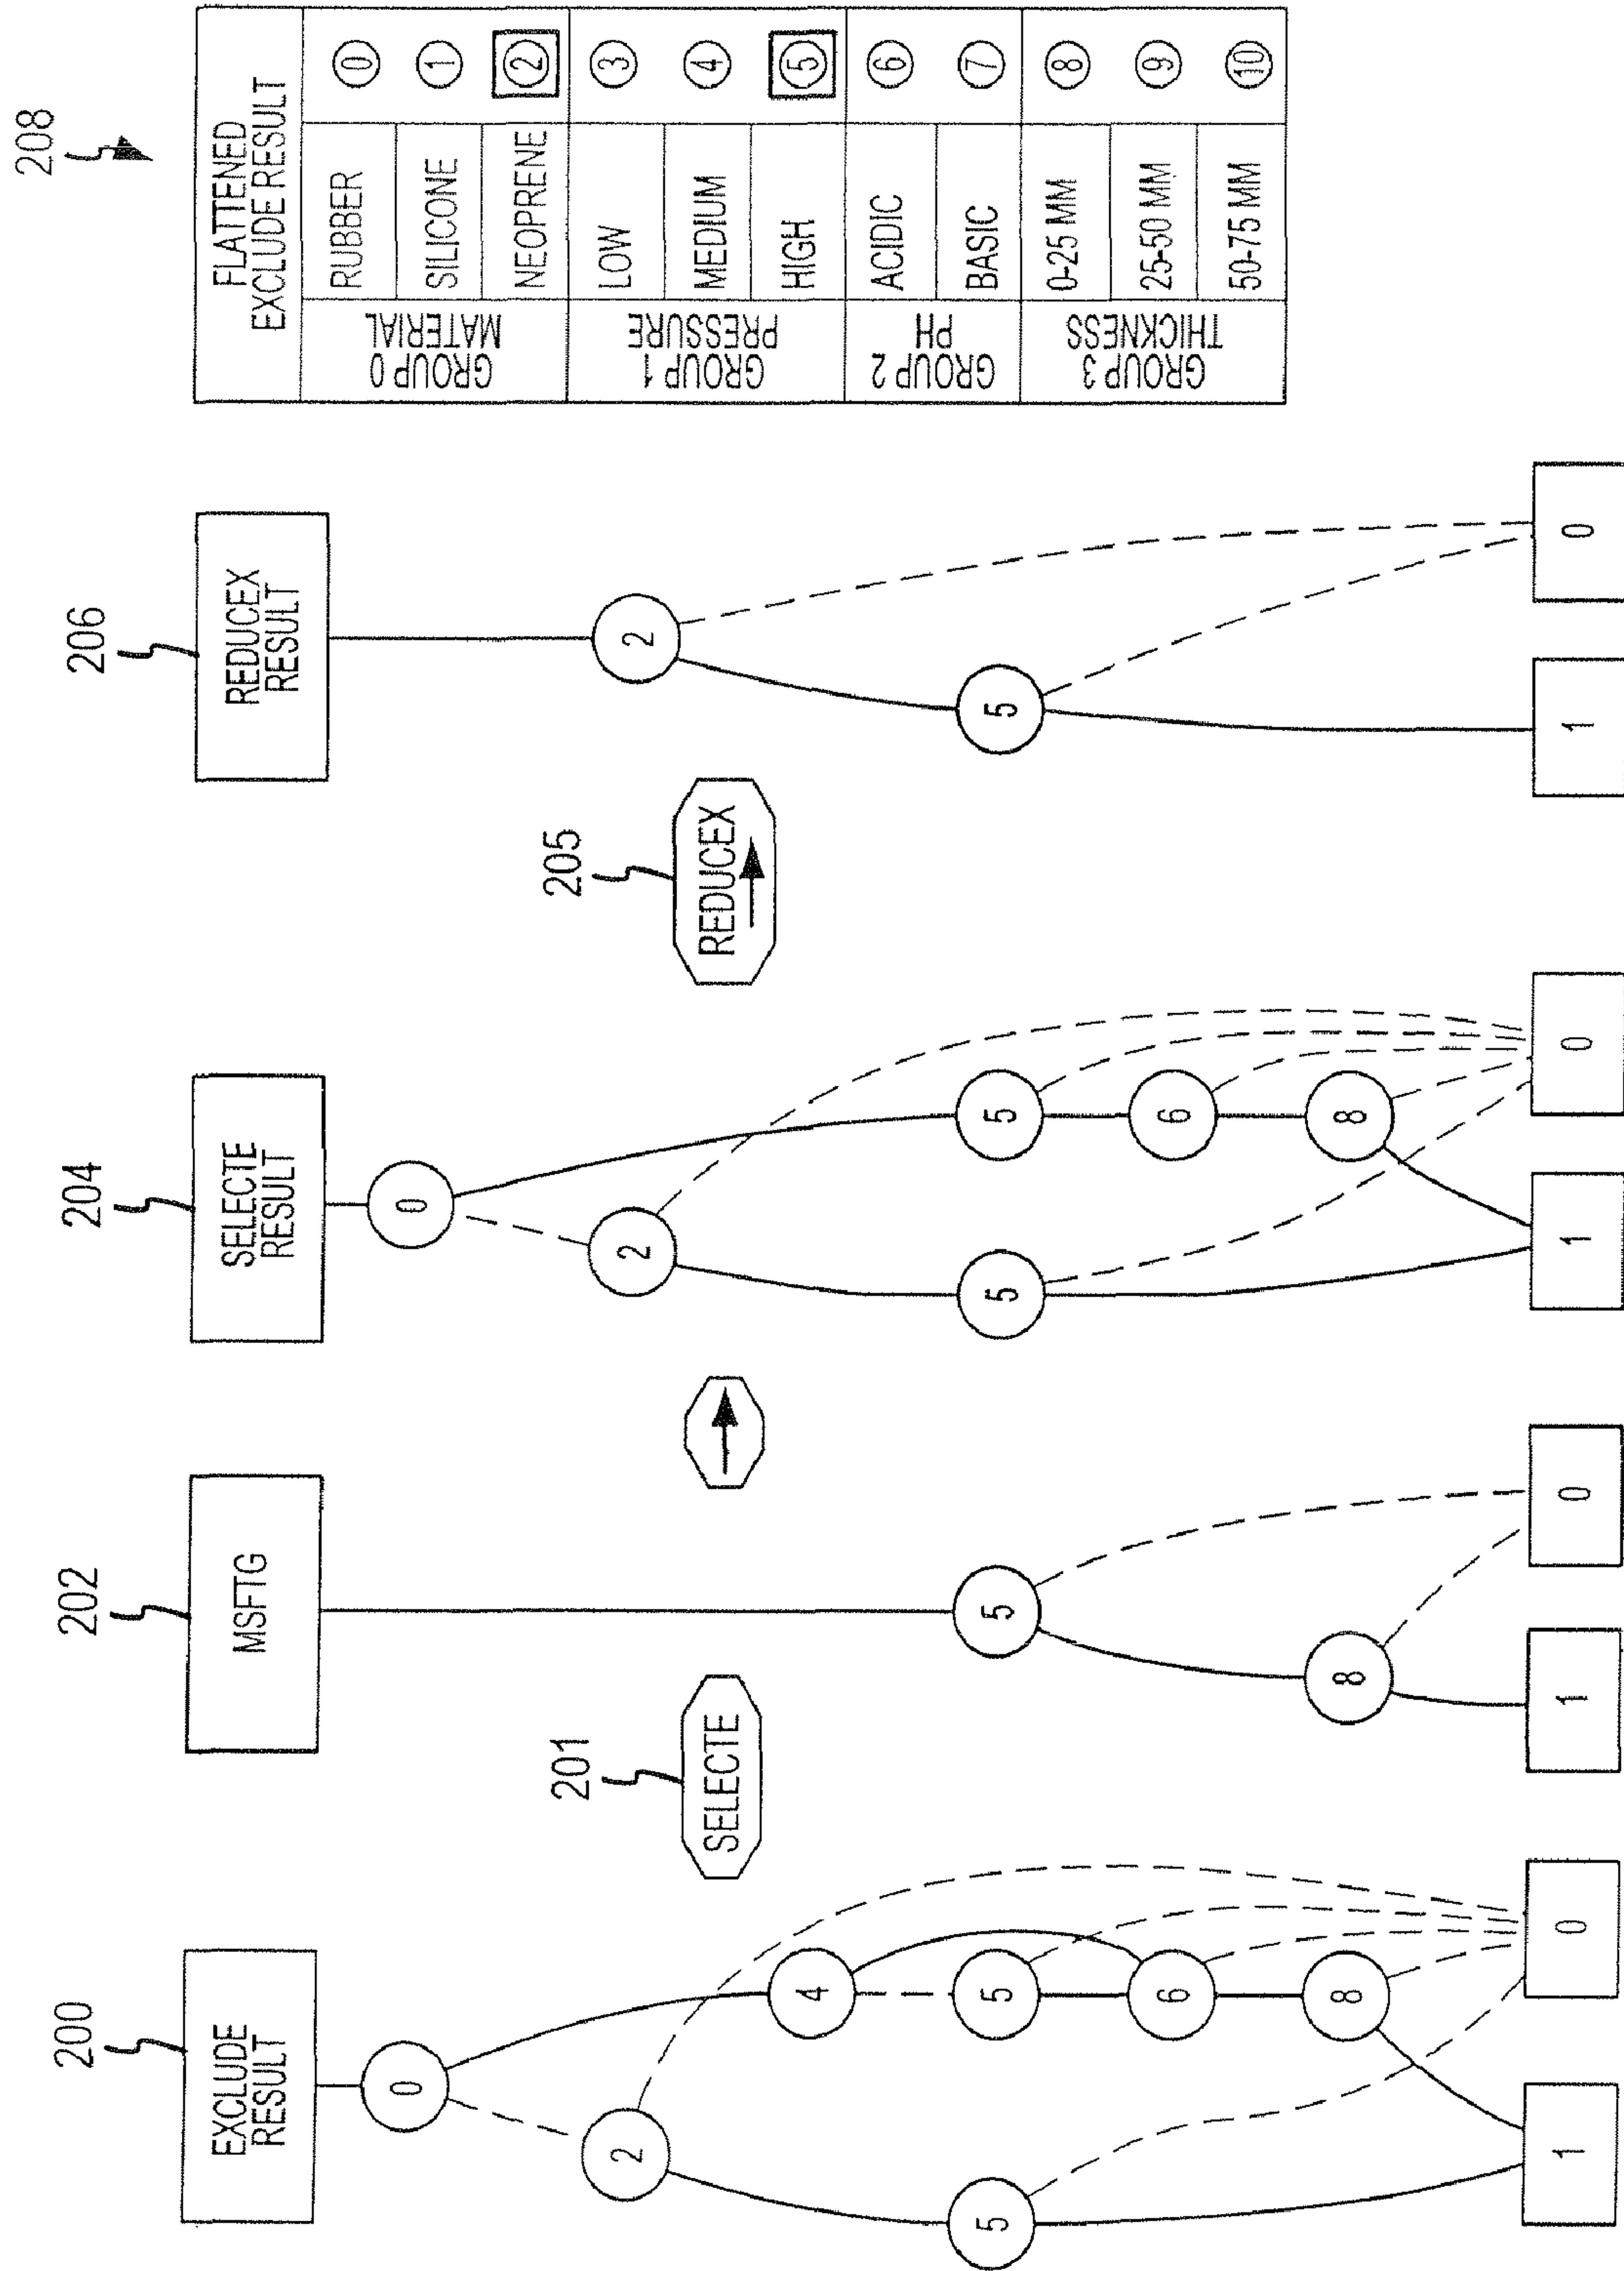 200
EXCLUDE
RESULT
0
2
4
5
5
6
8
1
0
201
SELECTE
202
MSFTG
5
8
1
0
204
SELECTE
RESULT
0
2
5
5
6
8
1
0
205
REDUCEX
206
REDUCEX
RESULT
2
5
1
0
208
FLATTENED
EXCLUDE RESULT
GROUP 0
MATERIAL
RUBBER 0
SILICONE 1
NEOPRENE 2
GROUP 1
PRESSURE
LOW 3
MEDIUM 4
HIGH 5
GROUP 2
PH
ACIDIC 6
BASIC 7
GROUP 3
THICKNESS
0-25 MM 8
25-50 MM 9
50-75 MM 10